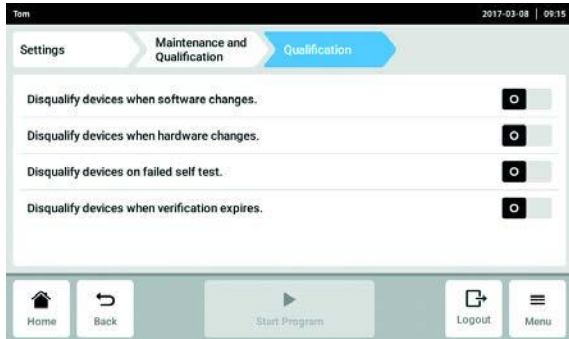 Tom 2017-03-08 | 09:15
Settings
Maintenance and
Qualification
Qualification
Disqualify devices when software changes.
Disqualify devices when hardware changes.
Disqualify devices on failed self test.
Disqualify devices when verification expires.
Home
Back
Start Program
Logout
Menu